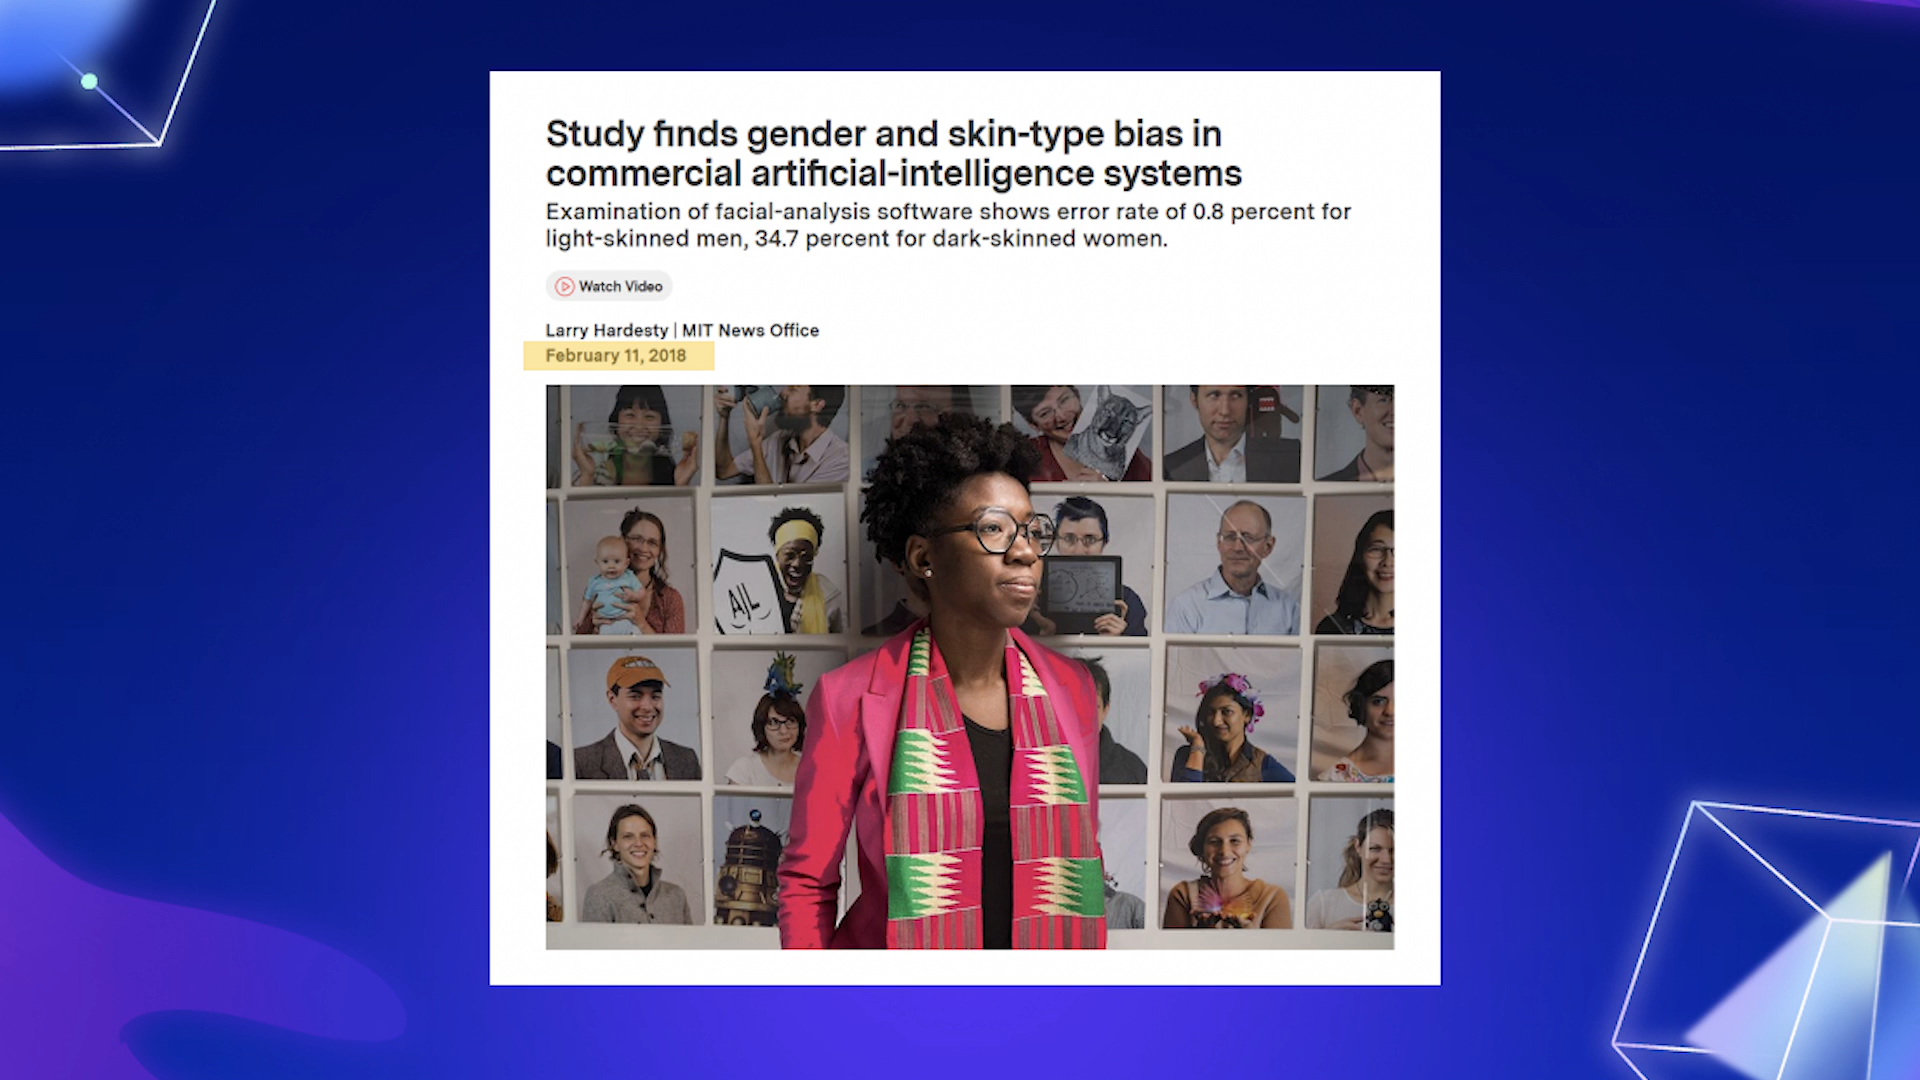 Study finds gender and skin-type bias in
commercial artificial-intelligence systems
Examination of facial-analysis software shows error rate of 0.8 percent for
light-skinned men, 34.7 percent for dark-skinned women.
Watch Video
Larry Hardesty | MIT News Office
February 11, 2018
AJL